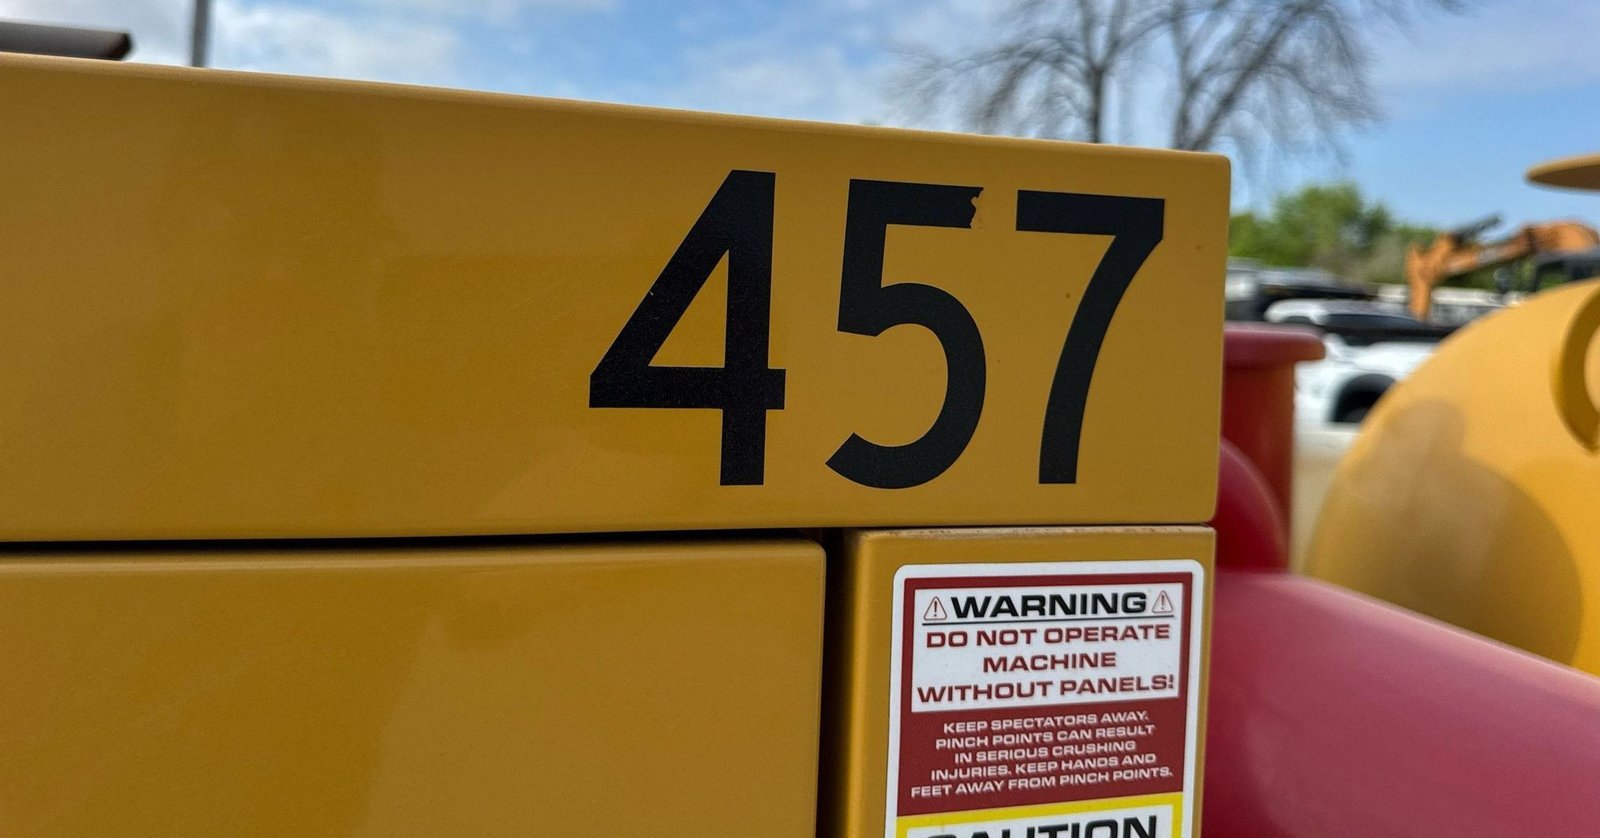 457
WARNING
DO NOT OPERATE
MACHINE
WITHOUT PANELS!
KEEP SPECTATORS AWAY.
PINCH POINTS CAN RESULT
IN SERIOUS CRUSHING
INJURIES. KEEP HANDS AND
FEET AWAY FROM PINCH POINTS.
CAUTION